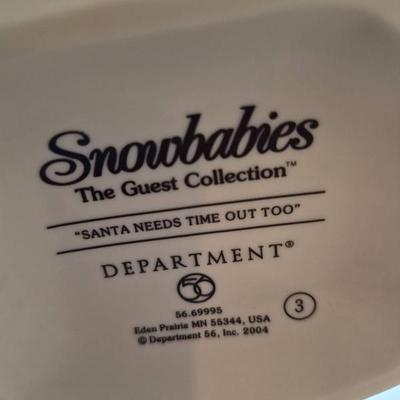 Snowbabies
The Guest Collection™
"SANTA NEEDS TIME OUT TOO"
DEPARTMENT®
56
56.69995
Eden Prairie MN 55344, USA
© Department 56, Inc. 2004
3